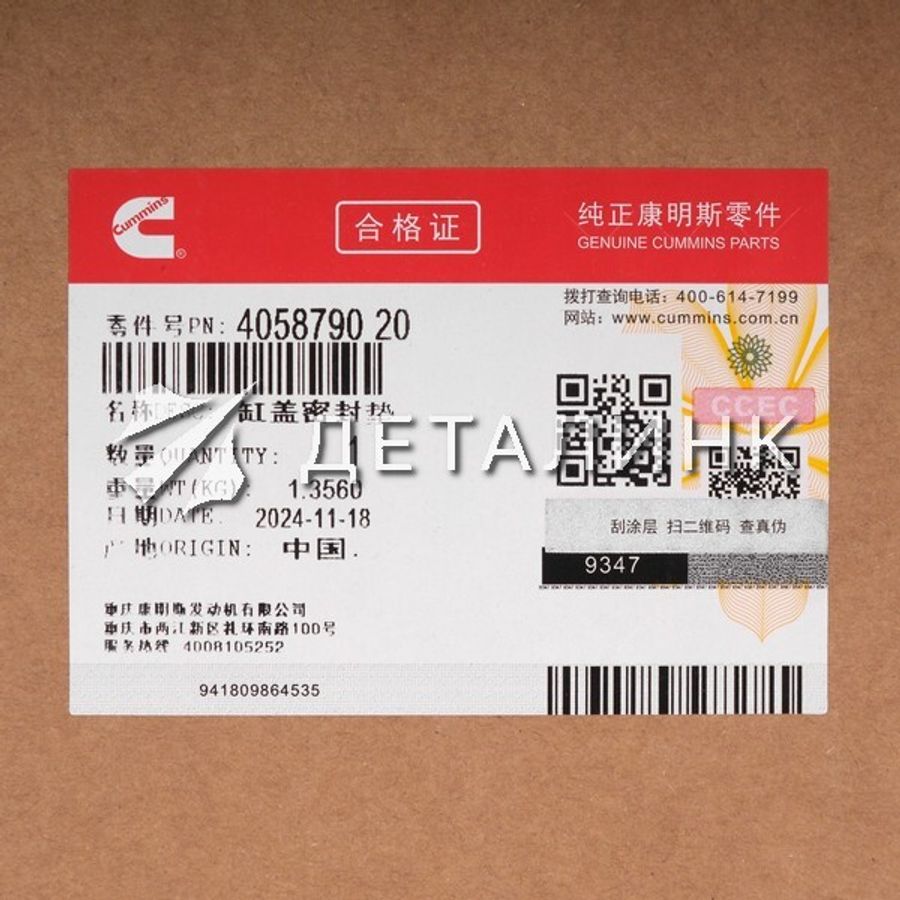 Cummins
®
合格证
纯正康明斯零件
GENUINE CUMMINS PARTS
拨打查询电话：400-614-7199
网站：www.cummins.com.cn
零件号PN: 4058790 20
CCEC
名称DESC: 缸盖密封垫
ДЕТАЛИНК
数量QUANTITY: 1
重量WT(KG): 1.3560
日期DATE: 2024-11-18
产地ORIGIN: 中国.
刮涂层 扫二维码 查真伪
9347
重庆康明斯发动机有限公司
重庆市两江新区礼环南路100号
服务热线 4008105252
941809864535